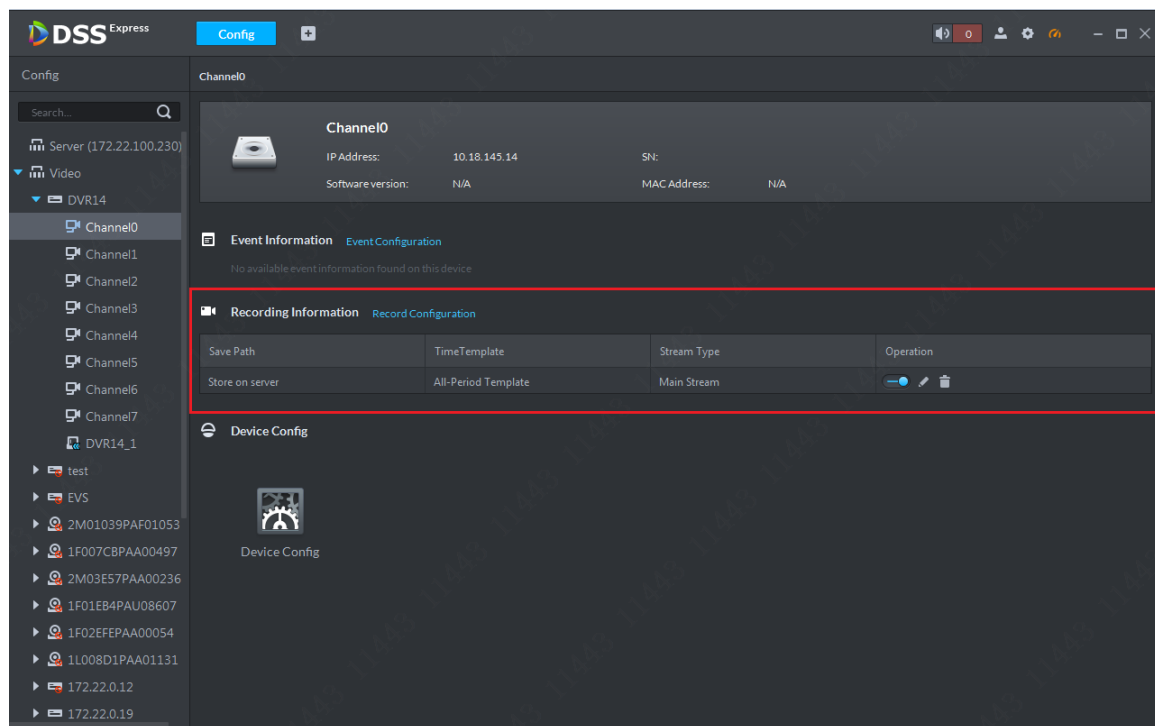 DSS Express
Config
0
Config
Channel0
Search...
Server (172.22.100.230)
Video
DVR14
Channel0
Channel1
Channel2
Channel3
Channel4
Channel5
Channel6
Channel7
DVR14_1
test
EVS
2M01039PAF01053
1F007CBPAA00497
2M03E57PAA00236
1F01EB4PAU08607
1F02EFEPAA00054
1L008D1PAA01131
172.22.0.12
172.22.0.19
Channel0
IP Address: 10.18.145.14 SN:
Software version: N/A MAC Address: N/A
Event Information Event Configuration
No available event information found on this device
Recording Information Record Configuration
Save Path TimeTemplate Stream Type Operation
Store on server All-Period Template Main Stream
Device Config
Device Config